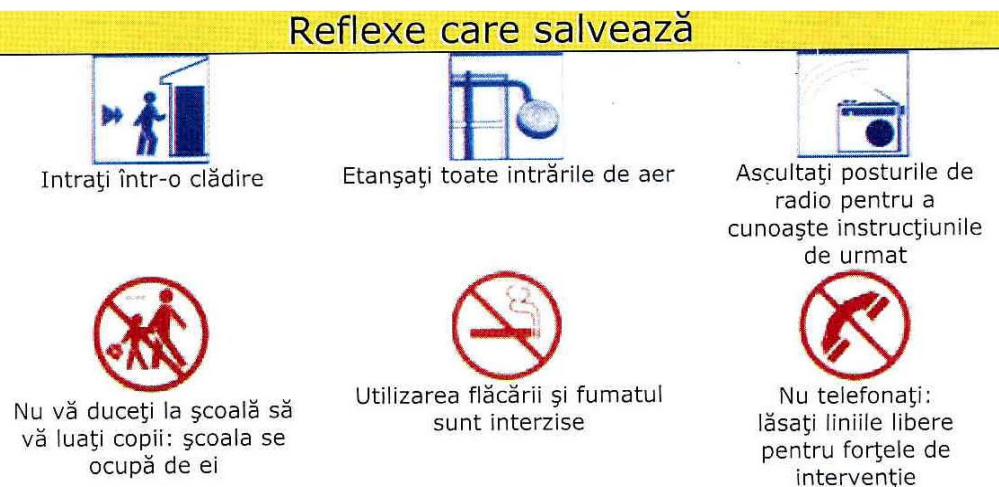 Reflexe care salvează
Intraţi într-o clădire
Etanşaţi toate intrările de aer
Ascultaţi posturile de
radio pentru a
cunoaşte instrucţiunile
de urmat
Nu vă duceţi la şcoală să
vă luaţi copii: şcoala se
ocupă de ei
Utilizarea flăcării şi fumatul
sunt interzise
Nu telefonaţi:
lăsaţi liniile libere
pentru forţele de
intervenţie